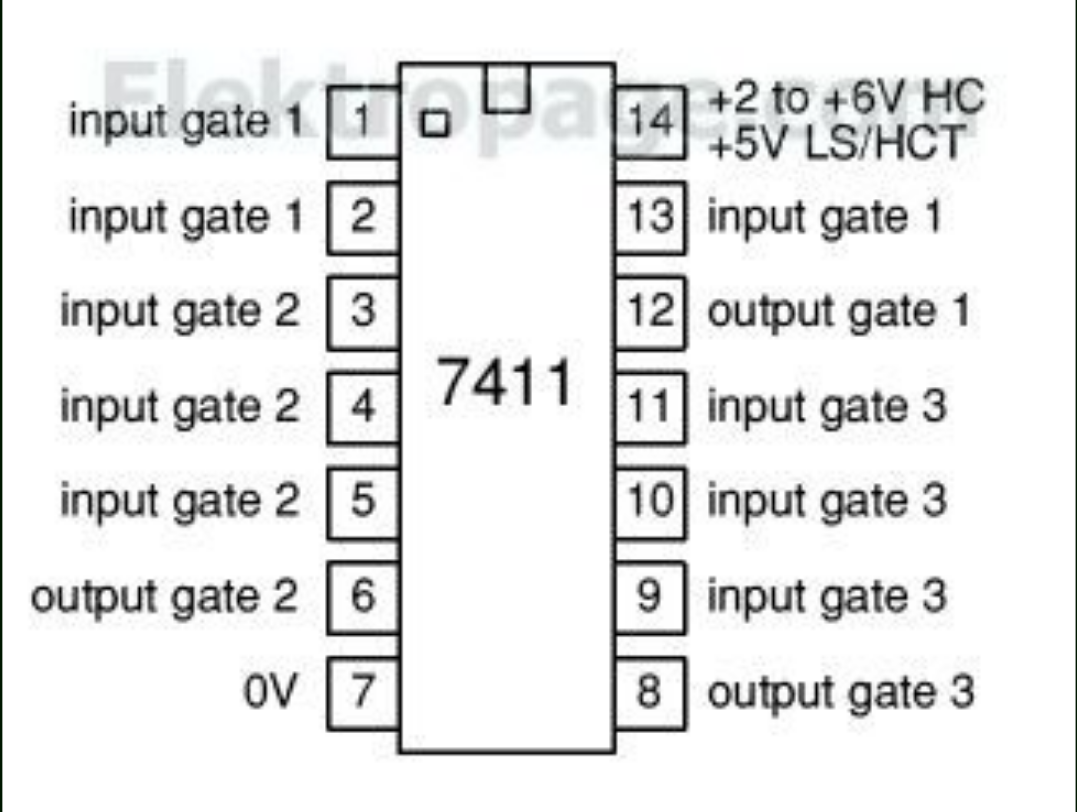 Elektropage.com
input gate 1 1 14 +2 to +6V HC
+5V LS/HCT
input gate 1 2 13 input gate 1
input gate 2 3 12 output gate 1
7411
input gate 2 4 11 input gate 3
input gate 2 5 10 input gate 3
output gate 2 6 9 input gate 3
0V 7 8 output gate 3